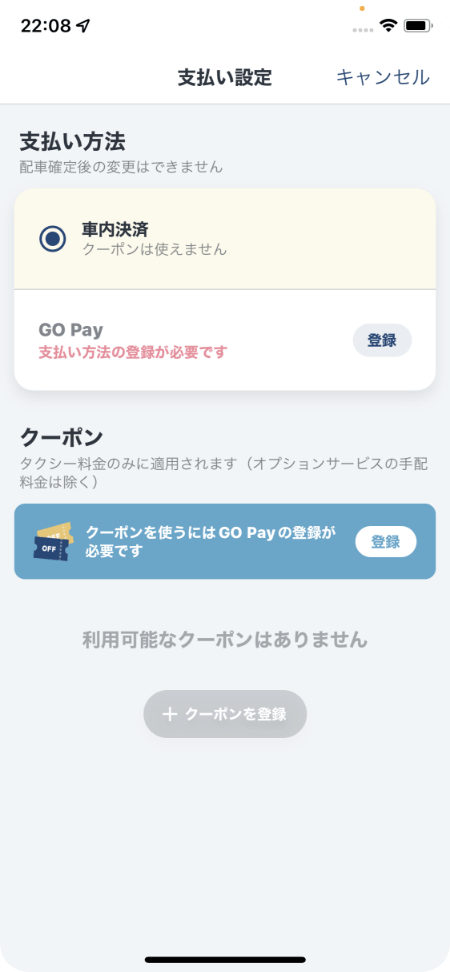 22:08
支払い設定
キャンセル
支払い方法
配車確定後の変更はできません
車内決済
クーポンは使えません
GO Pay
支払い方法の登録が必要です
登録
クーポン
タクシー料金のみに適用されます（オプションサービスの手配
料金は除く）
OFF
OFF
クーポンを使うにはGO Payの登録が
必要です
登録
利用可能なクーポンはありません
＋ クーポンを登録